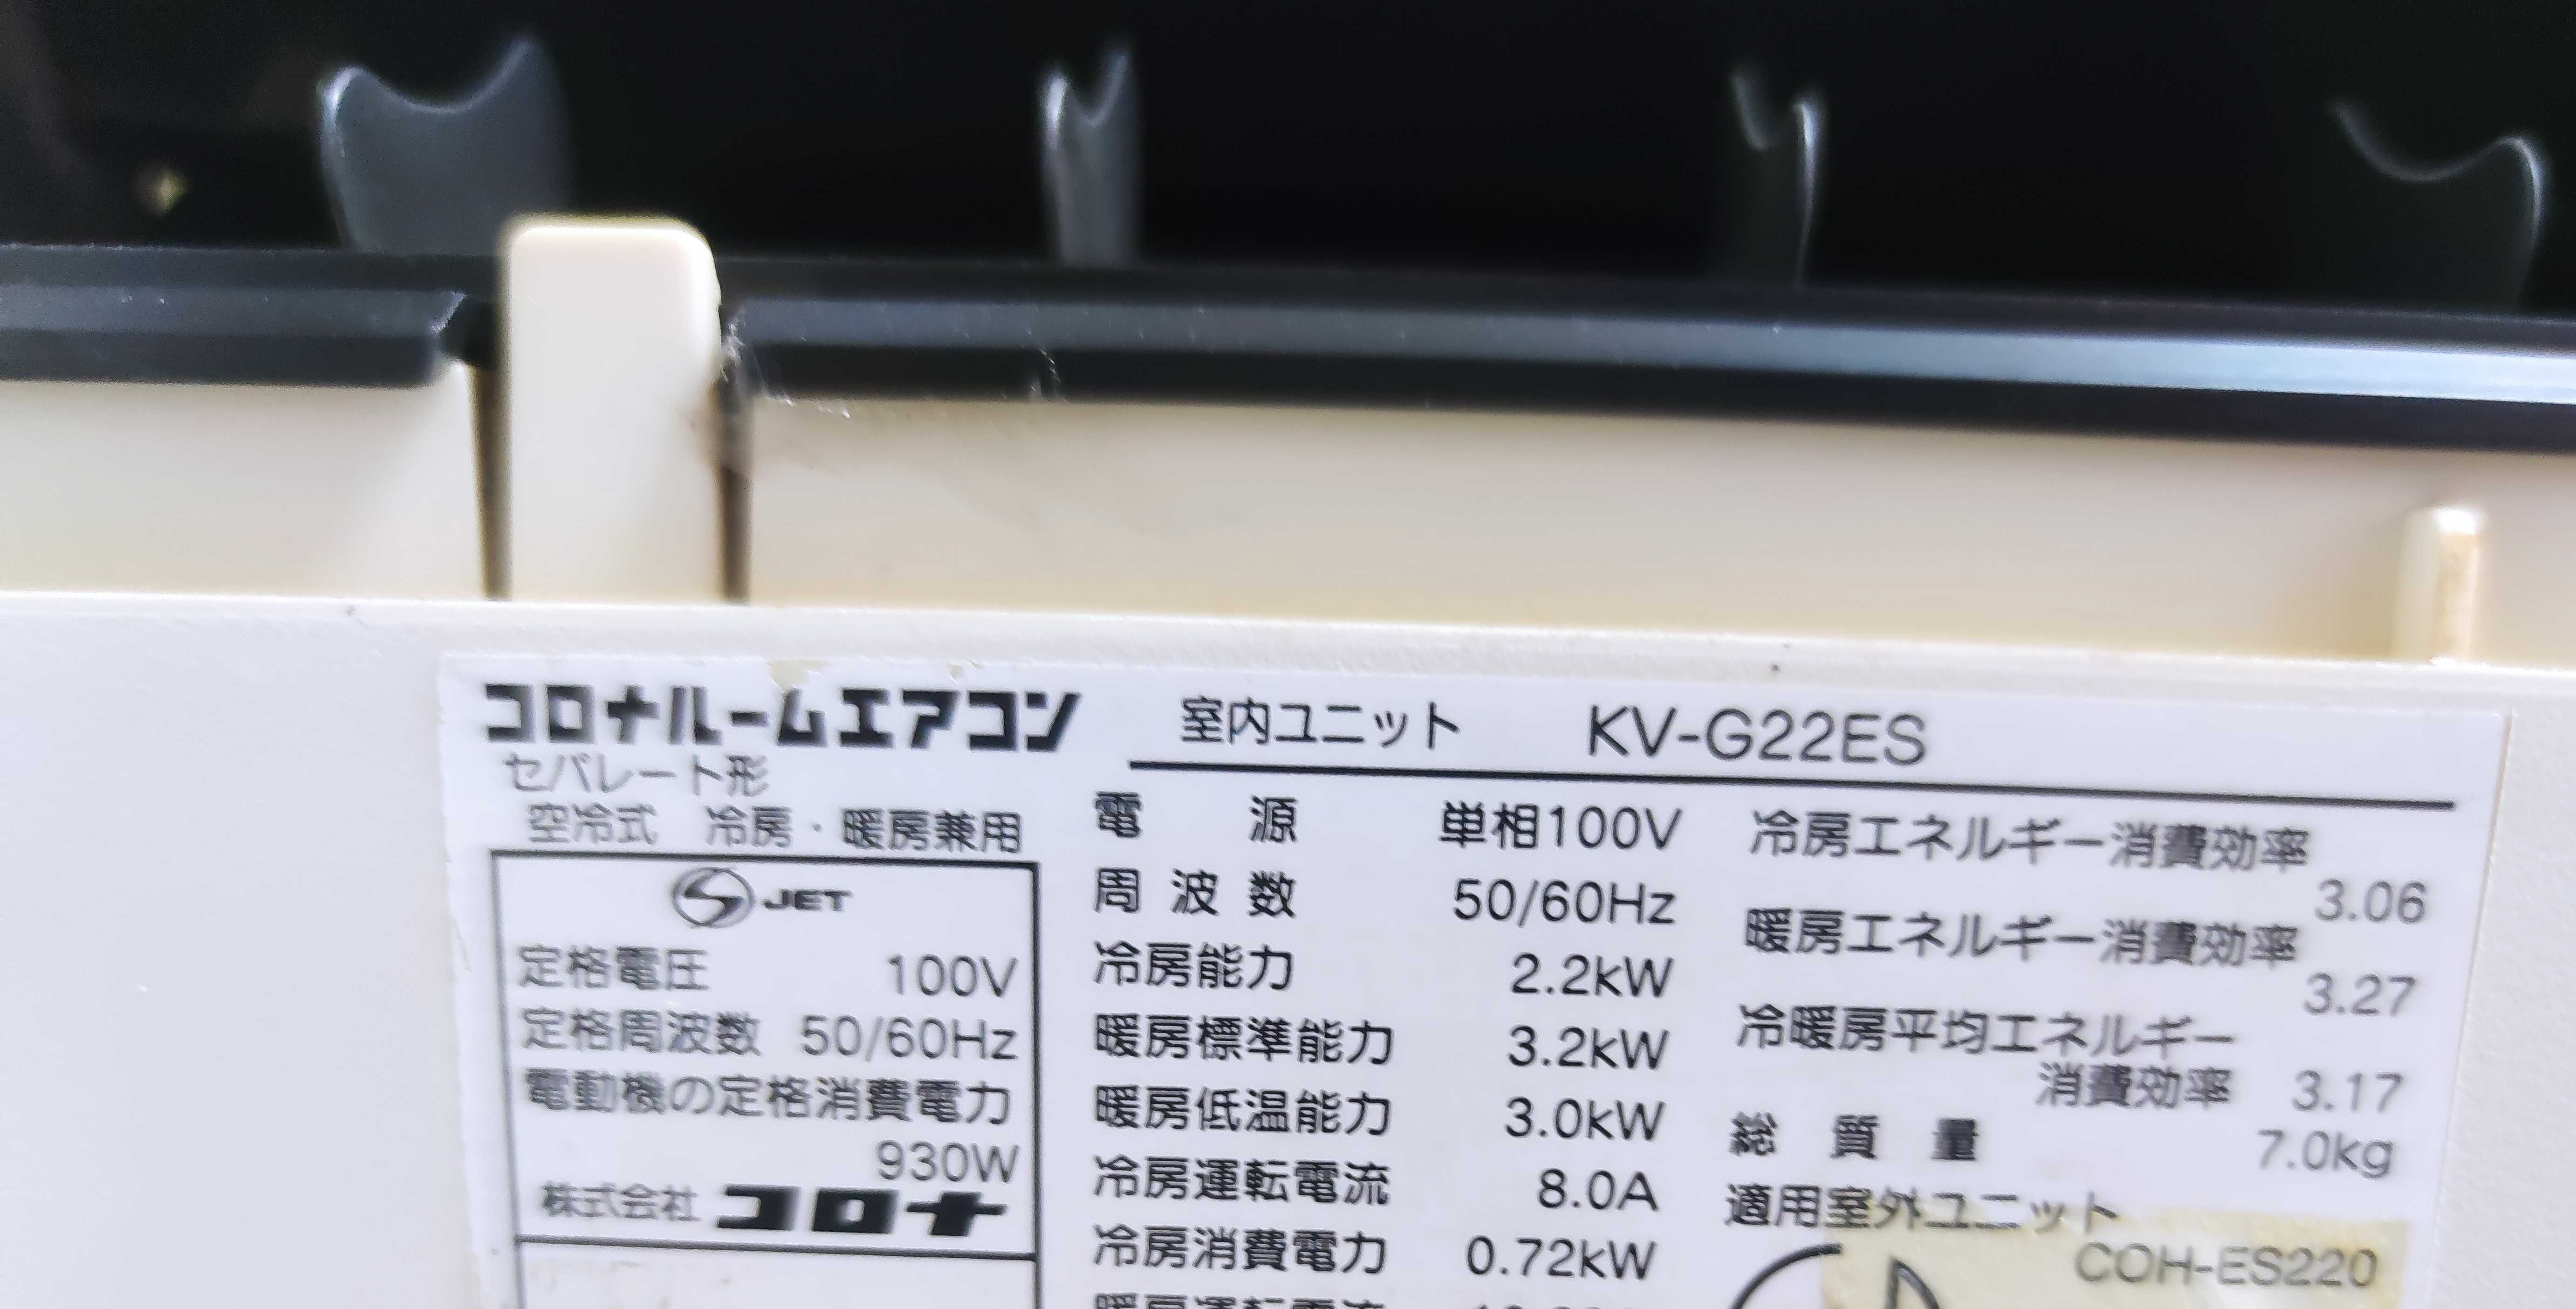 コロナルームエアコン
セパレート形
空冷式 冷房・暖房兼用
JET
定格電圧 100V
定格周波数 50/60Hz
電動機の定格消費電力
930W
株式会社 コロナ
室内ユニット KV-G22ES
電源 単相100V
周波数 50/60Hz
冷房能力 2.2kW
暖房標準能力 3.2kW
暖房低温能力 3.0kW
冷房運転電流 8.0A
冷房消費電力 0.72kW
暖房運転電流
冷房エネルギー消費効率
3.06
暖房エネルギー消費効率
3.27
冷暖房平均エネルギー
消費効率 3.17
総質量 7.0kg
適用室外ユニット
COH-ES220